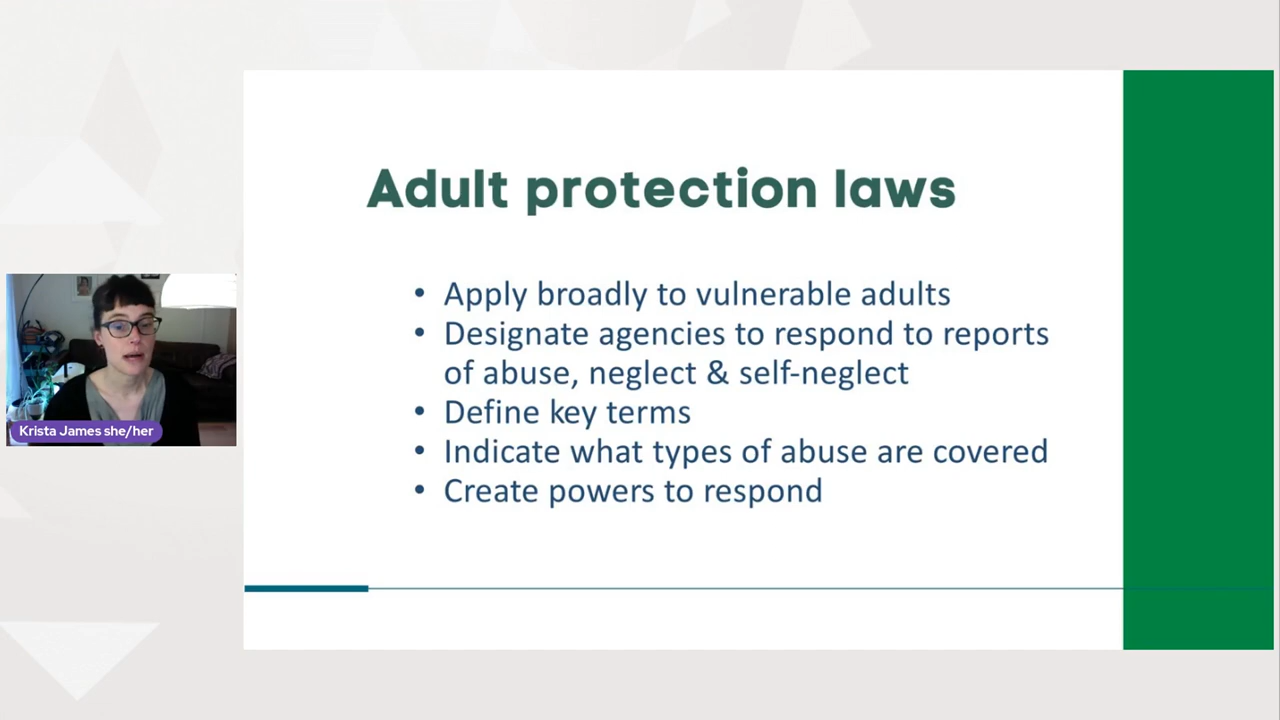 Adult protection laws
• Apply broadly to vulnerable adults
• Designate agencies to respond to reports
of abuse, neglect & self-neglect
• Define key terms
• Indicate what types of abuse are covered
• Create powers to respond
Krista James she/her